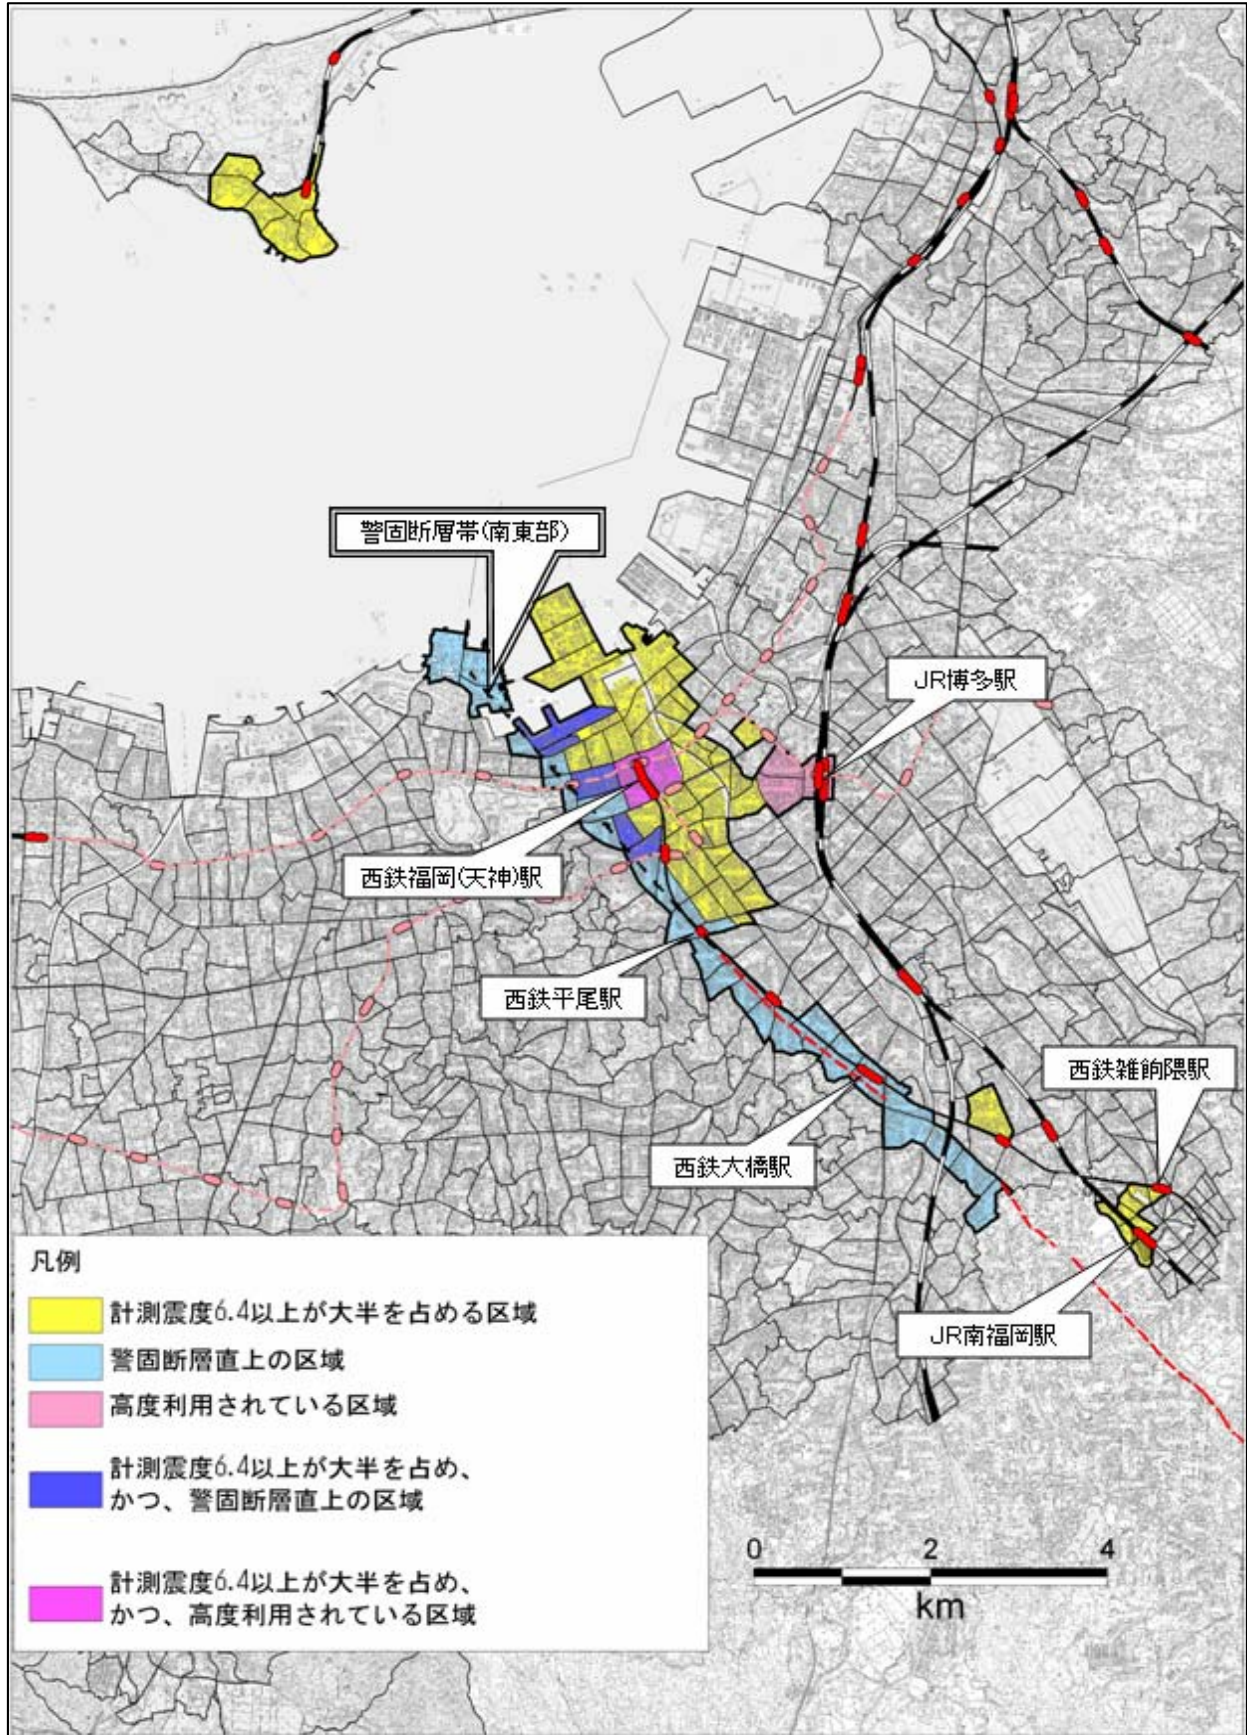 警固断層帯(南東部)
JR博多駅
西鉄福岡(天神)駅
西鉄平尾駅
西鉄雑餉隈駅
西鉄大橋駅
JR南福岡駅
凡例
計測震度6.4以上が大半を占める区域
警固断層直上の区域
高度利用されている区域
計測震度6.4以上が大半を占め、
かつ、警固断層直上の区域
計測震度6.4以上が大半を占め、
かつ、高度利用されている区域
0 2 4
km